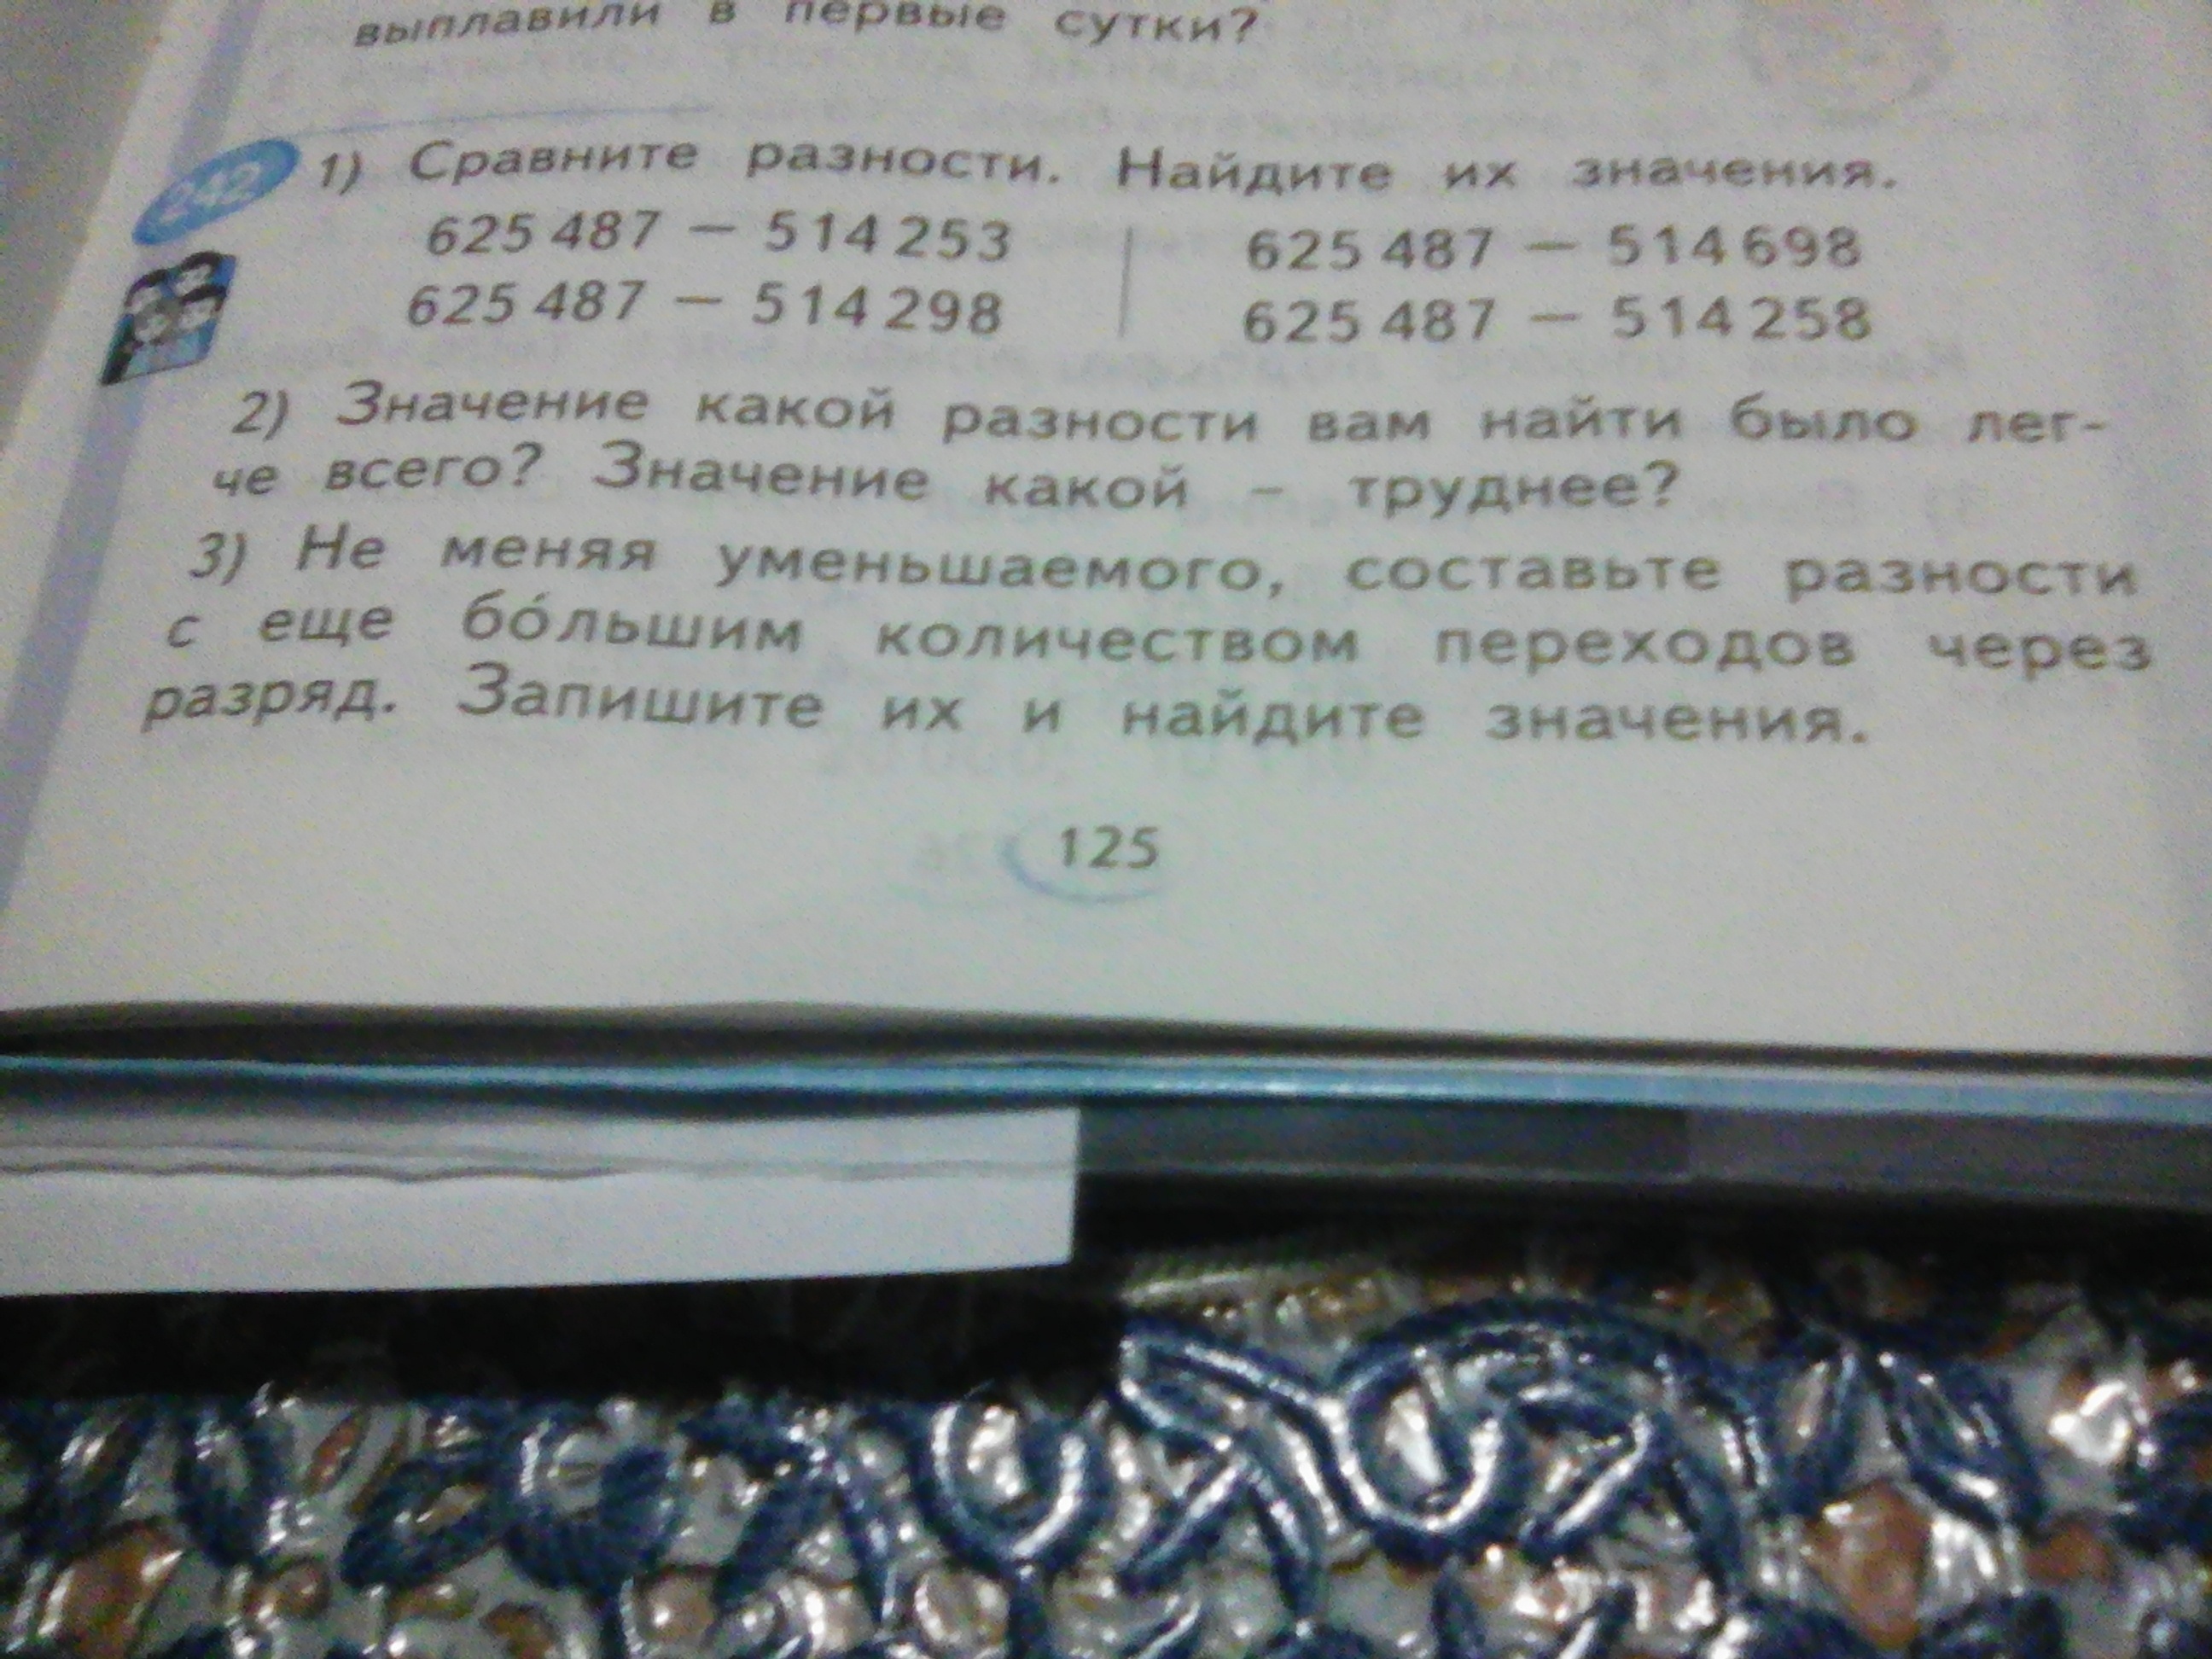 выплавили в первые сутки?
242 1) Сравните разности. Найдите их значения.
625 487 — 514 253 625 487 — 514 698
625 487 — 514 298 625 487 — 514 258
2) Значение какой разности вам найти было лег-
че всего? Значение какой – труднее?
3) Не меняя уменьшаемого, составьте разности
с еще бо́льшим количеством переходов через
разряд. Запишите их и найдите значения.
125